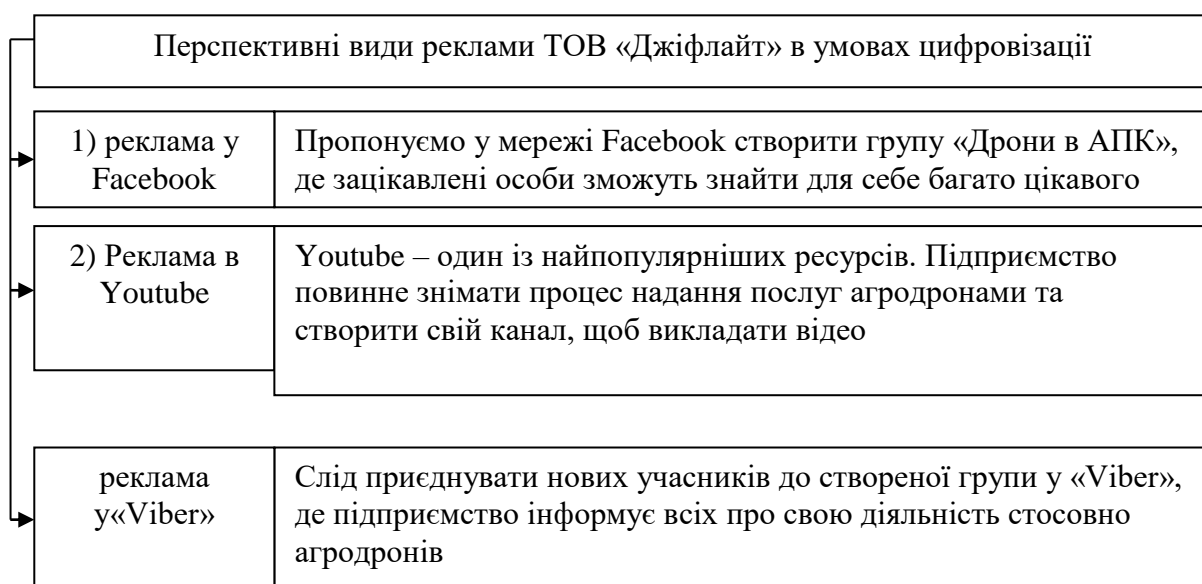 Перспективні види реклами ТОВ «Джіфлайт» в умовах цифровізації
1) реклама у
Facebook
Пропонуємо у мережі Facebook створити групу «Дрони в АПК»,
де зацікавлені особи зможуть знайти для себе багато цікавого
2) Реклама в
Youtube
Youtube – один із найпопулярніших ресурсів. Підприємство
повинне знімати процес надання послуг агродронами та
створити свій канал, щоб викладати відео
реклама
у«Viber»
Слід приєднувати нових учасників до створеної групи у «Viber»,
де підприємство інформує всіх про свою діяльність стосовно
агродронів